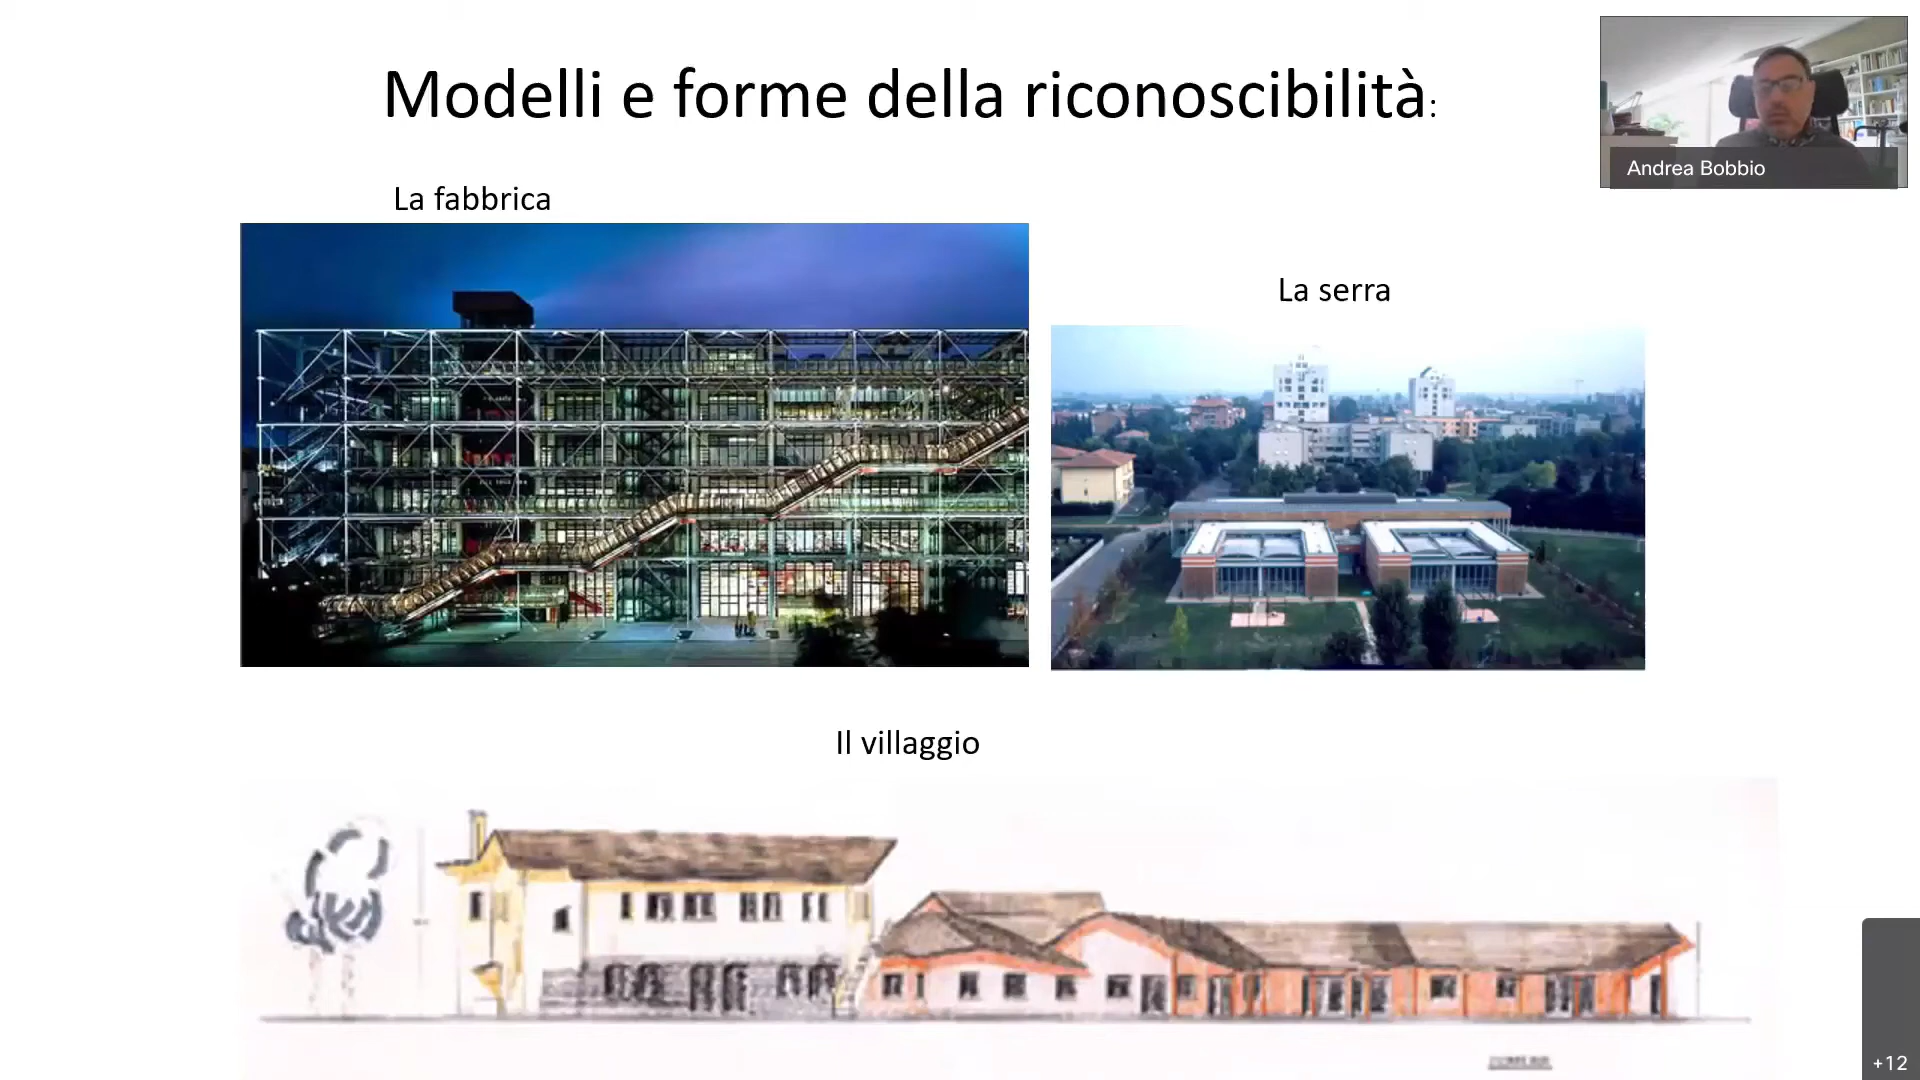 Modelli e forme della riconoscibilità:
Andrea Bobbio
La fabbrica
La serra
Il villaggio
+12